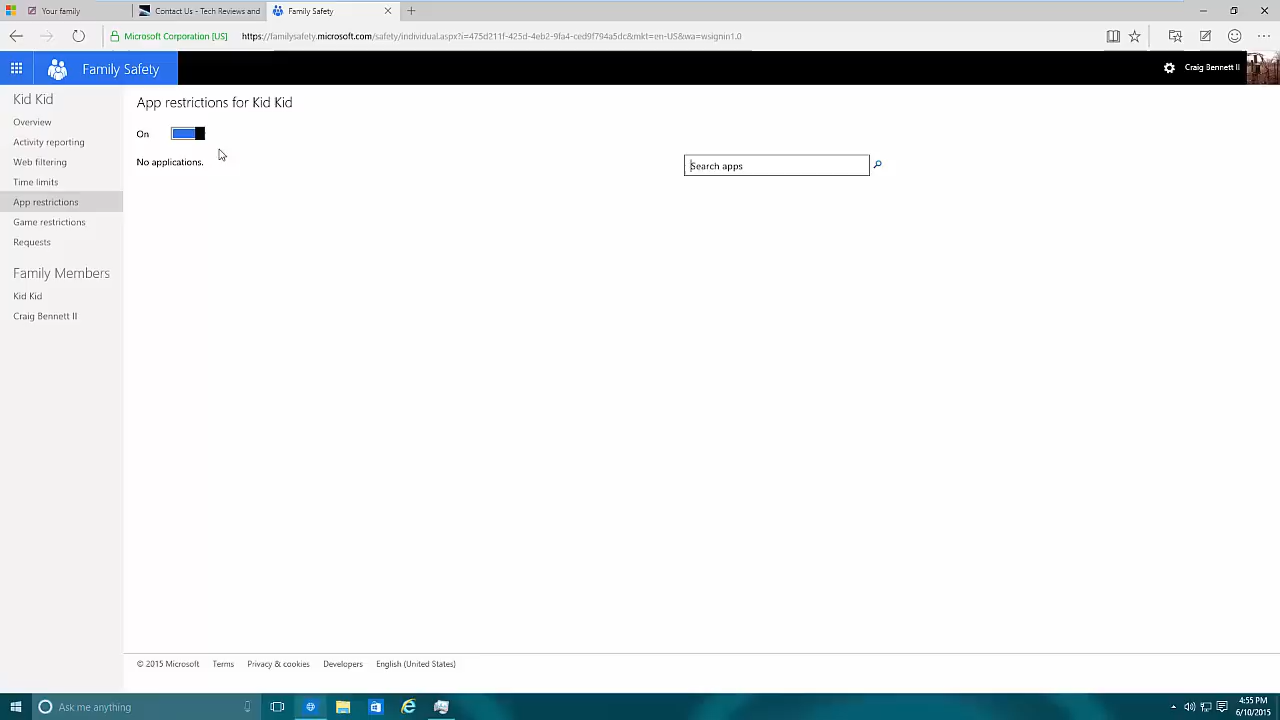 Your family
Contact Us - Tech Reviews and
Family Safety
Microsoft Corporation [US]
https://familysafety.microsoft.com/safety/individual.aspx?i=475d211f-425d-4eb2-9fa4-ced9f794a5dc&mkt=en-US&wa=wsignin1.0
Family Safety
Craig Bennett II
Kid Kid
Overview
Activity reporting
Web filtering
Time limits
App restrictions
Game restrictions
Requests
Family Members
Kid Kid
Craig Bennett II
App restrictions for Kid Kid
On
No applications.
Search apps
© 2015 Microsoft
Terms
Privacy & cookies
Developers
English (United States)
Ask me anything
4:55 PM
6/10/2015